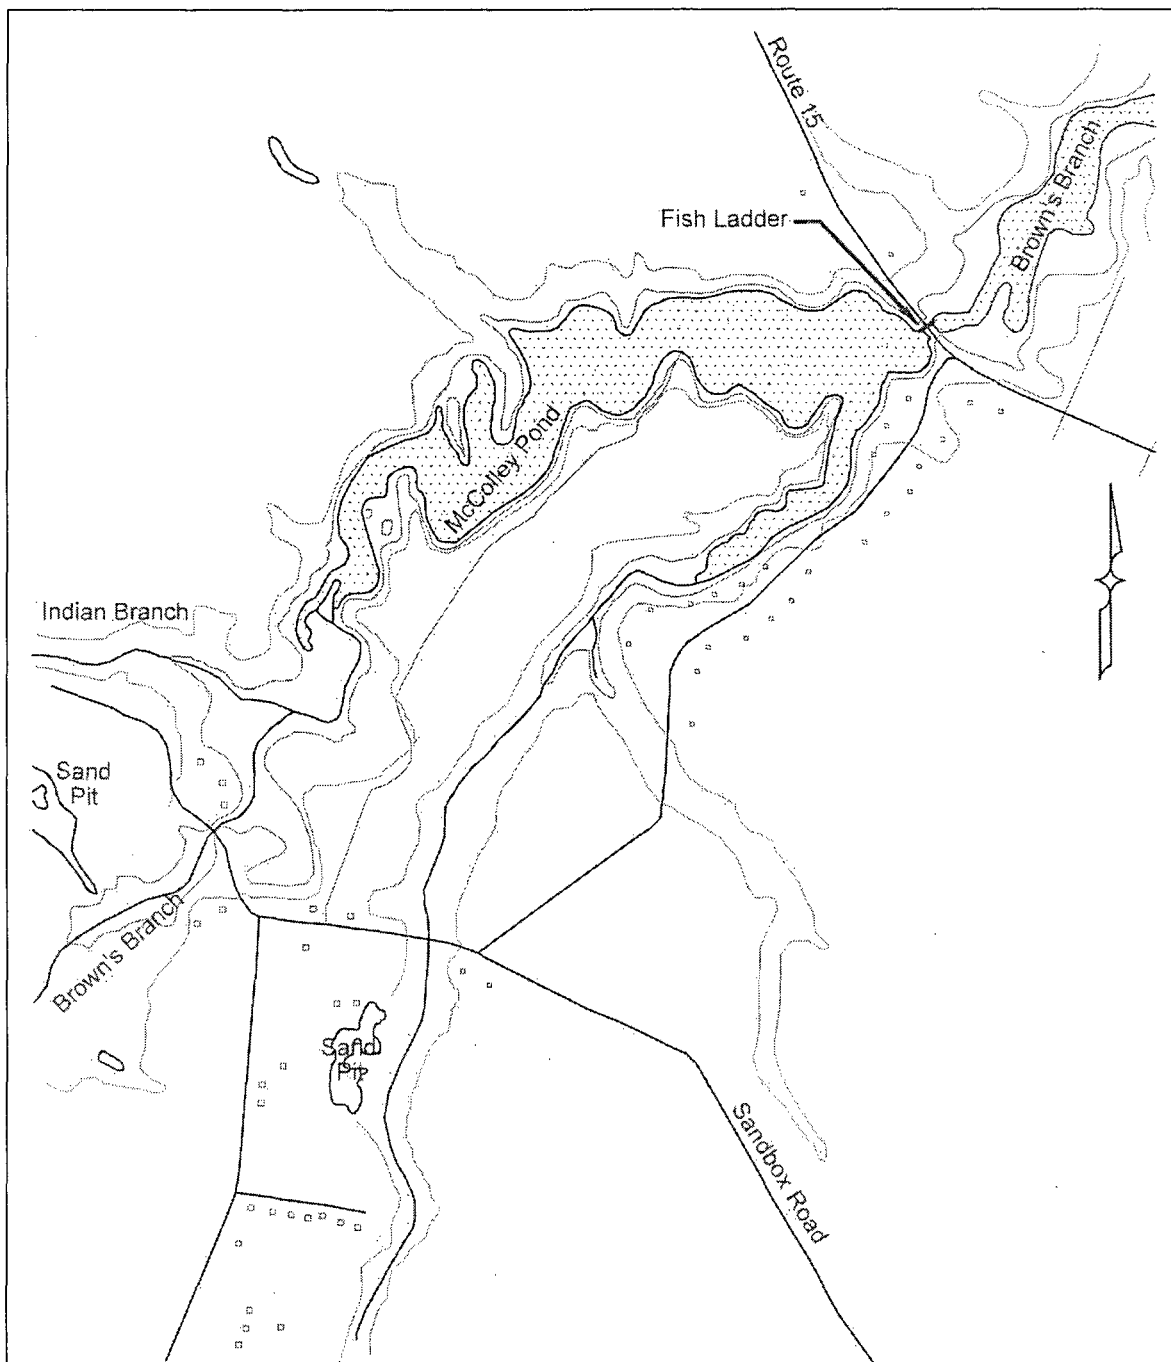 Route 15
Brown's Branch
Fish Ladder
McColley Pond
Indian Branch
Sand
Pit
Brown's Branch
Sand
Pit
Sandbox Road